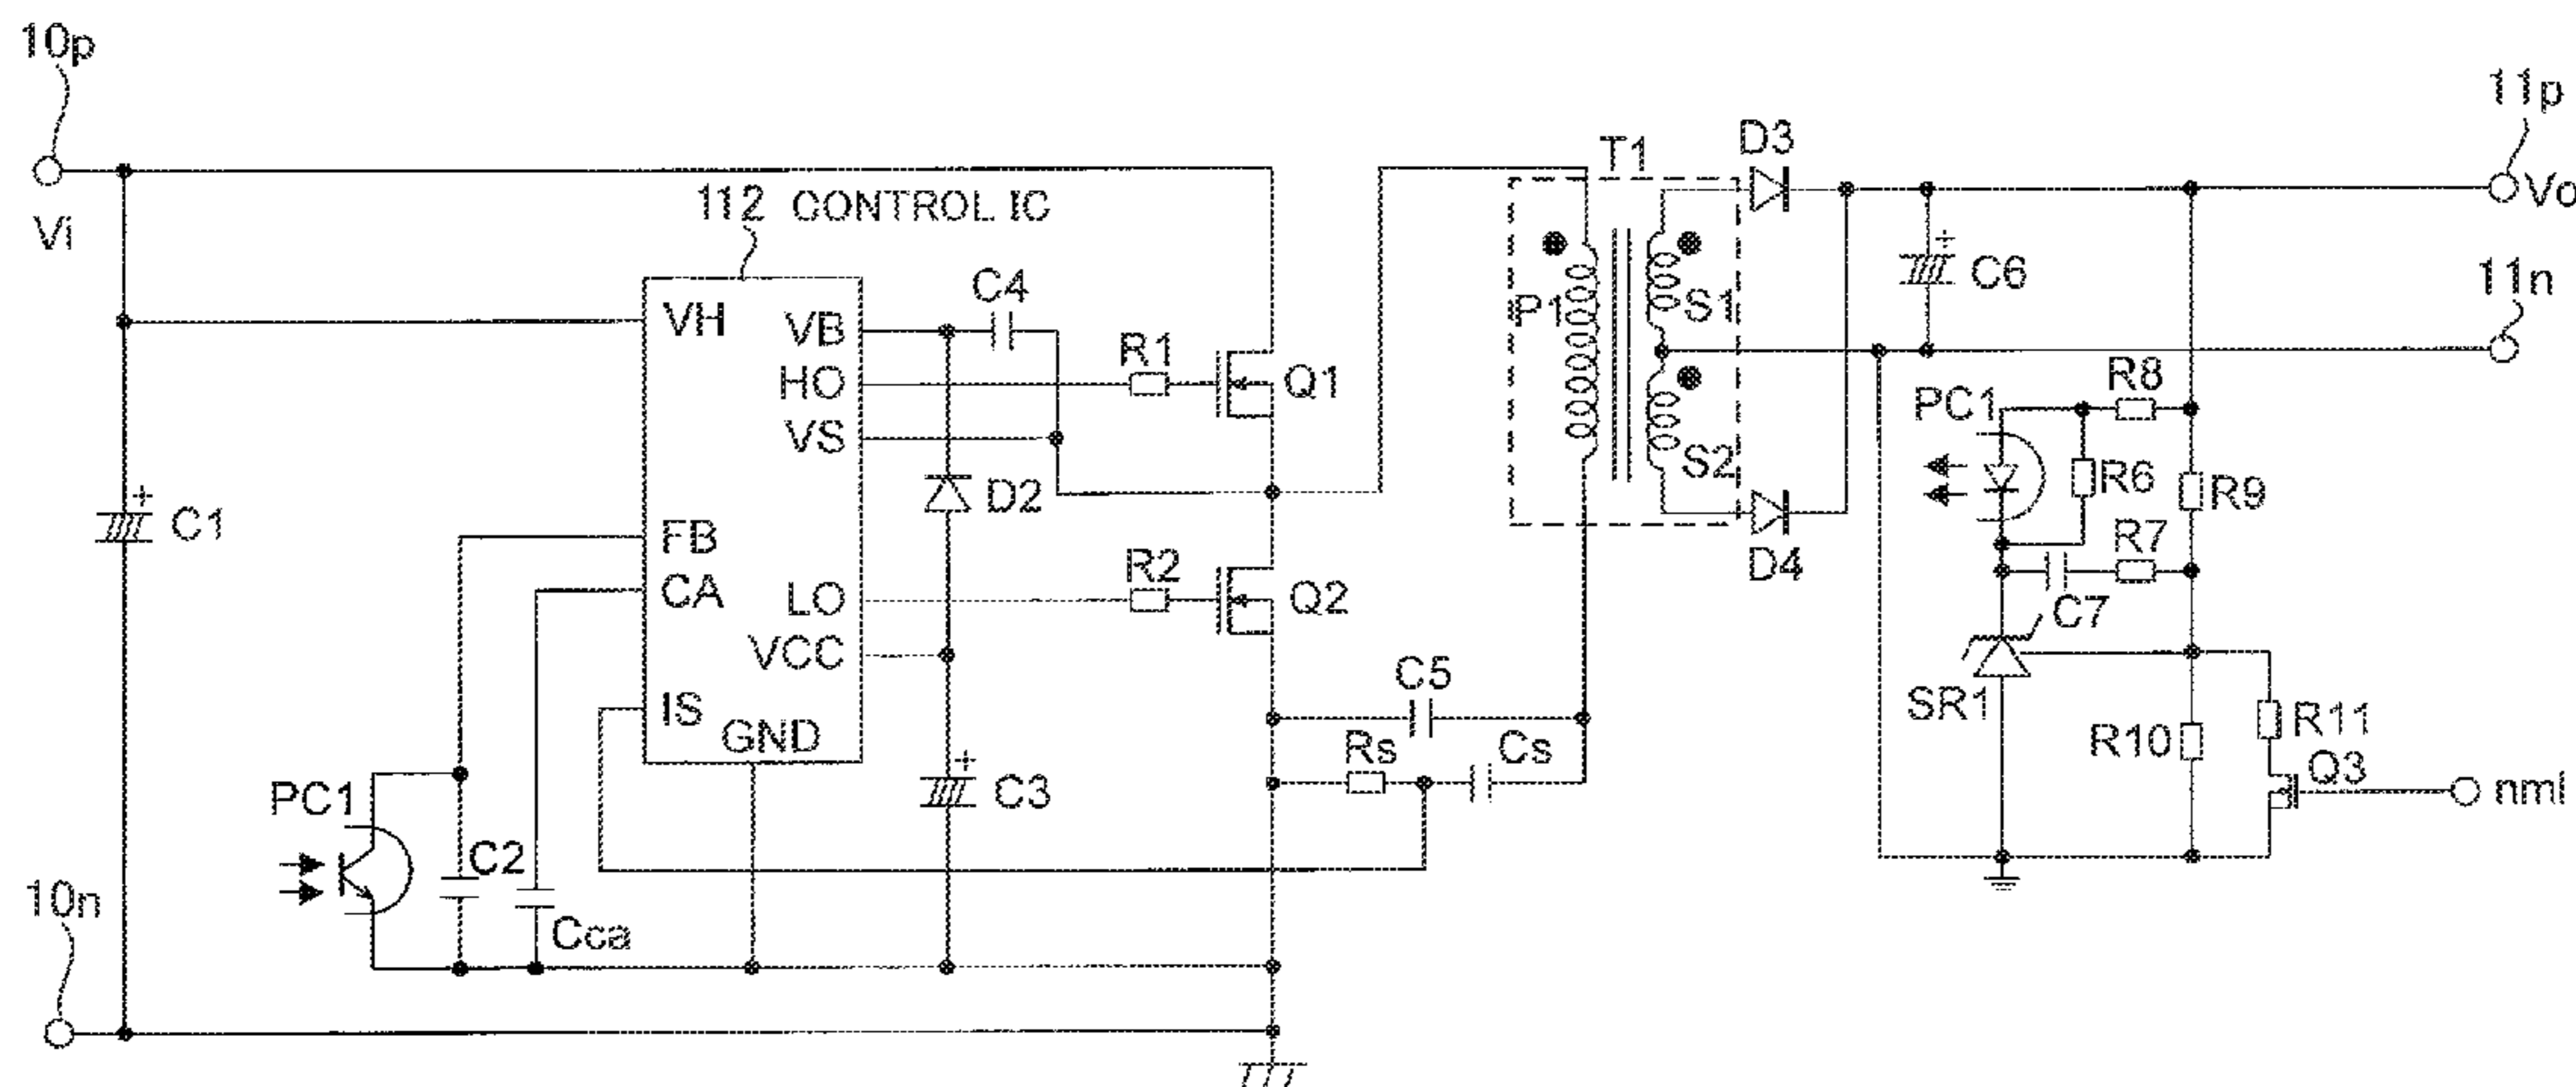 10p
Vi
10n
C1
112 CONTROL IC
VH
FB
CA
IS
VB
HO
VS
LO
VCC
GND
PC1
C2
Cca
C4
D2
C3
R1
Q1
R2
Q2
C5
Rs
Cs
T1
P1
S1
S2
D3
D4
C6
11p
Vo
11n
PC1
R8
R6
R9
R7
C7
SR1
R10
R11
Q3
nml